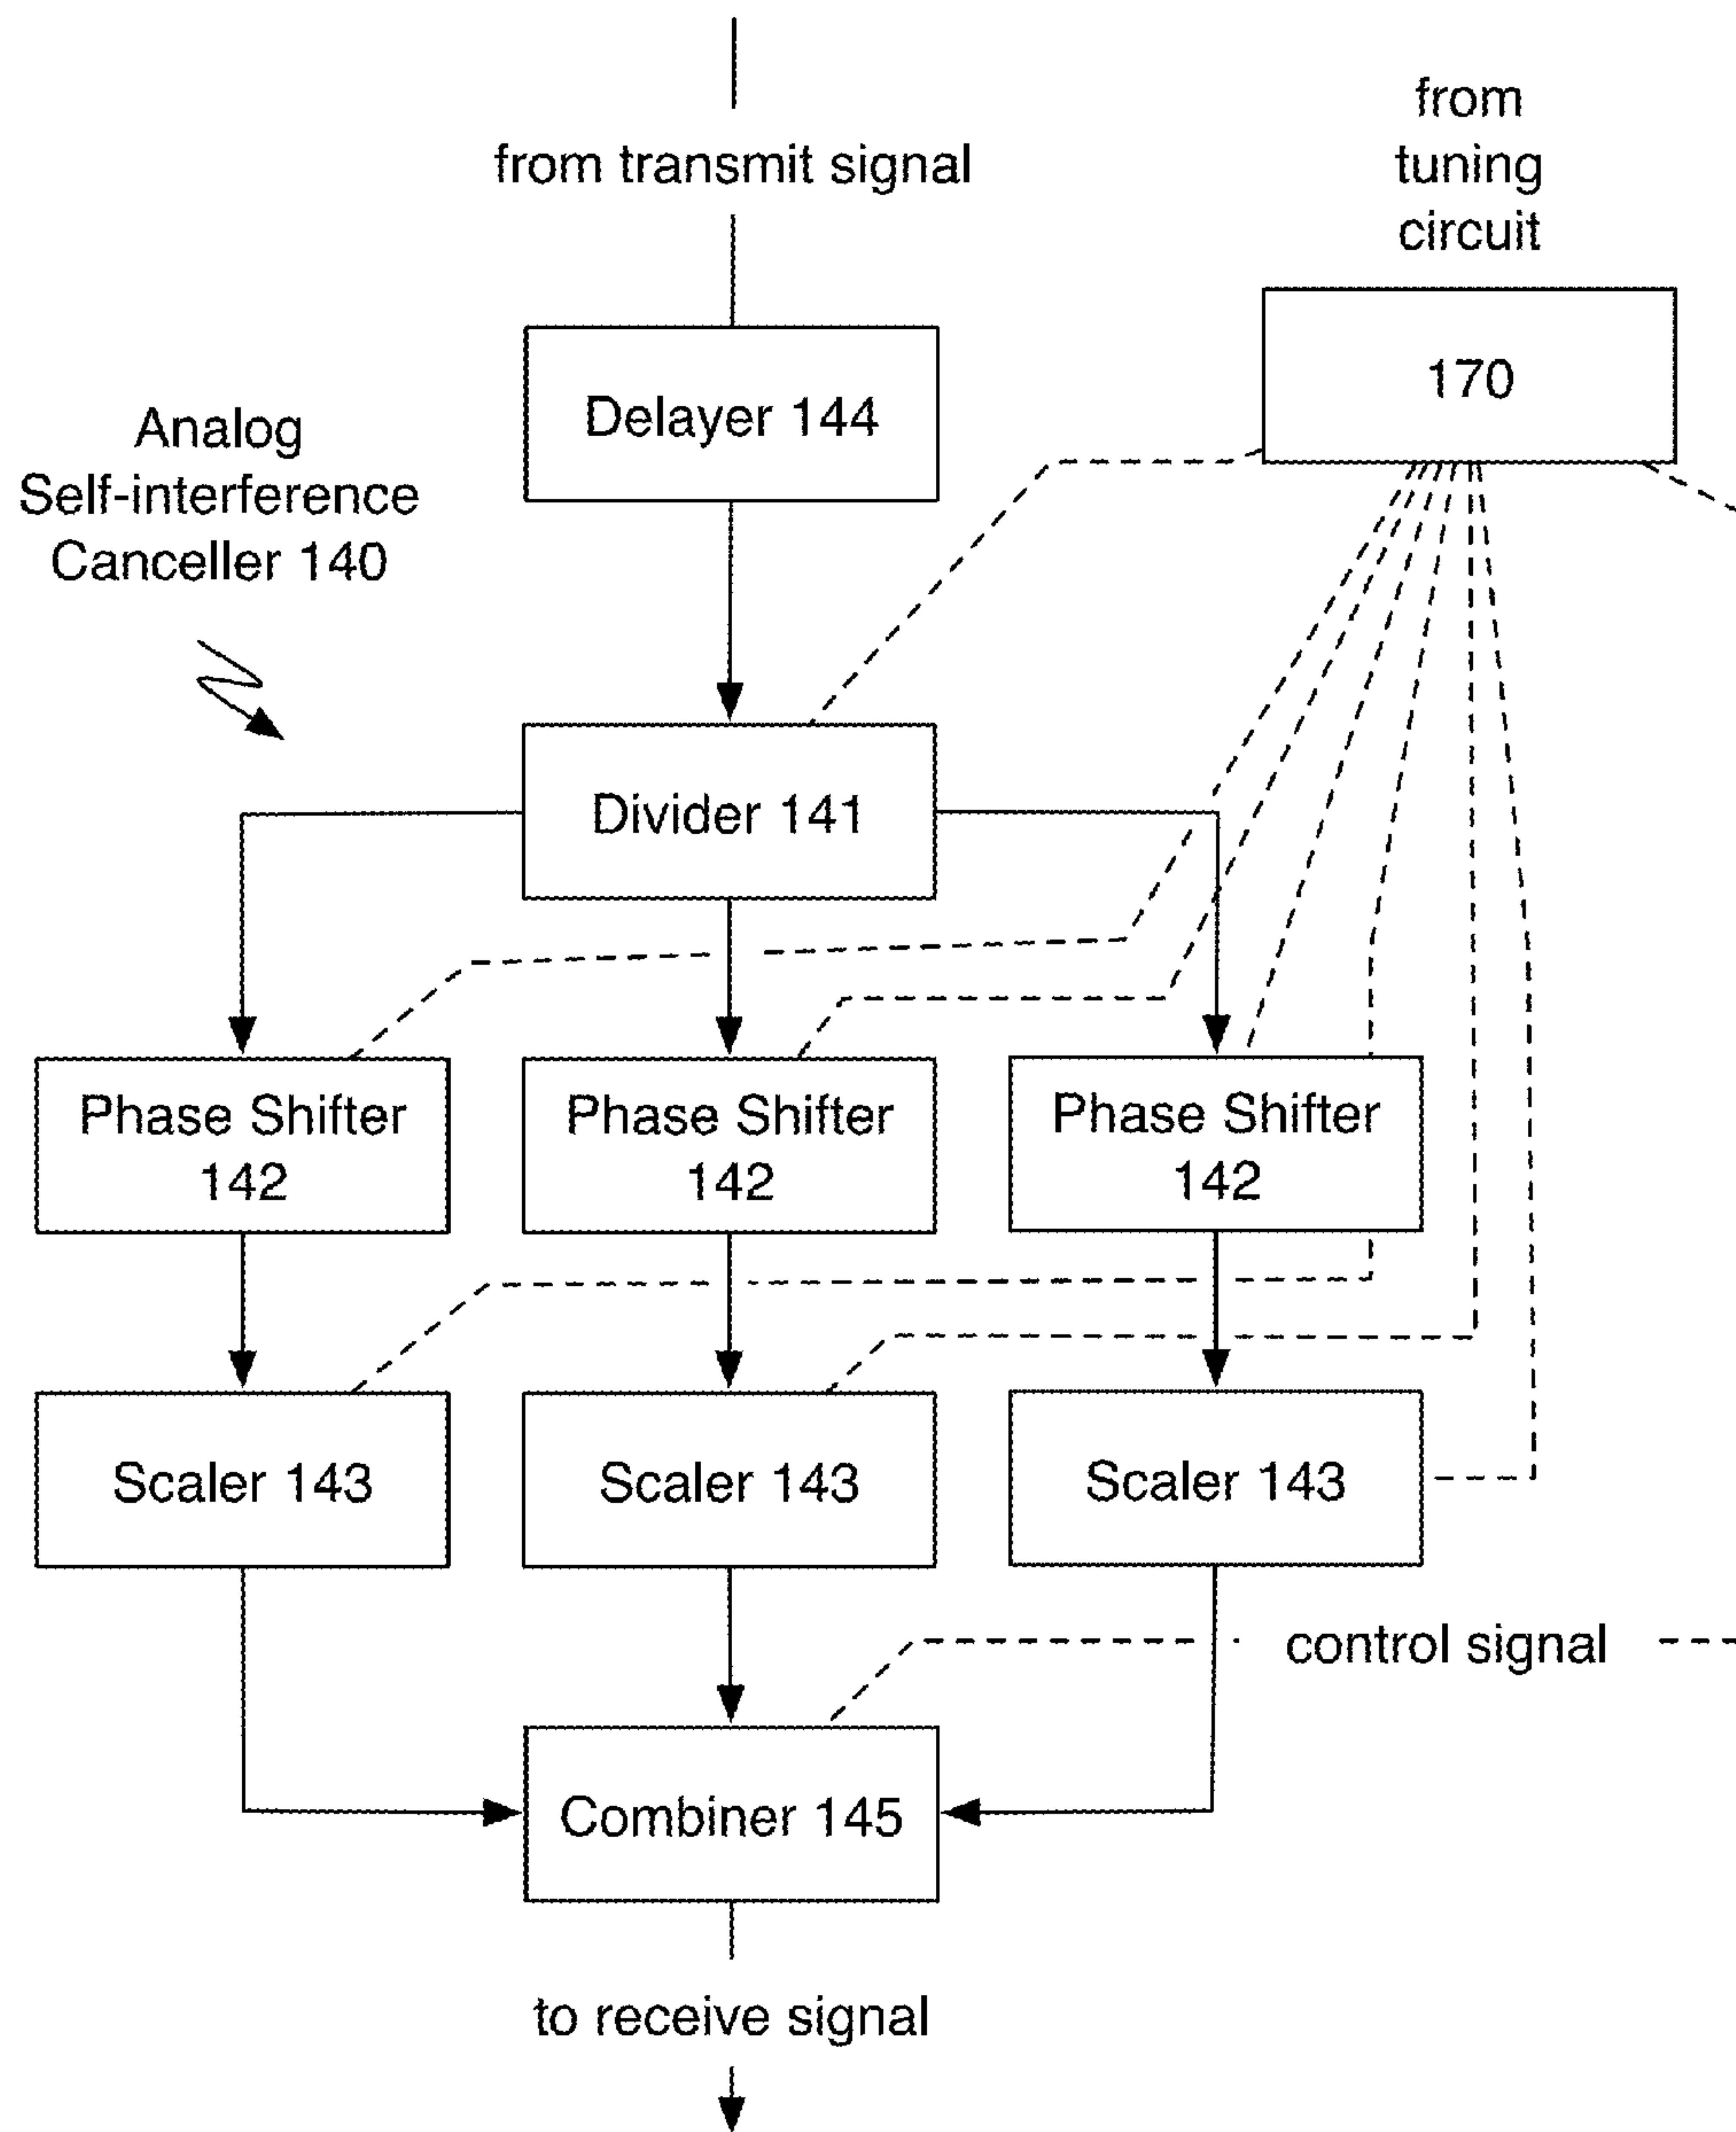 from transmit signal
from
tuning
circuit
170
Delayer 144
Analog
Self-interference
Canceller 140
Divider 141
Phase Shifter
142
Phase Shifter
142
Phase Shifter
142
Scaler 143
Scaler 143
Scaler 143
control signal
Combiner 145
to receive signal